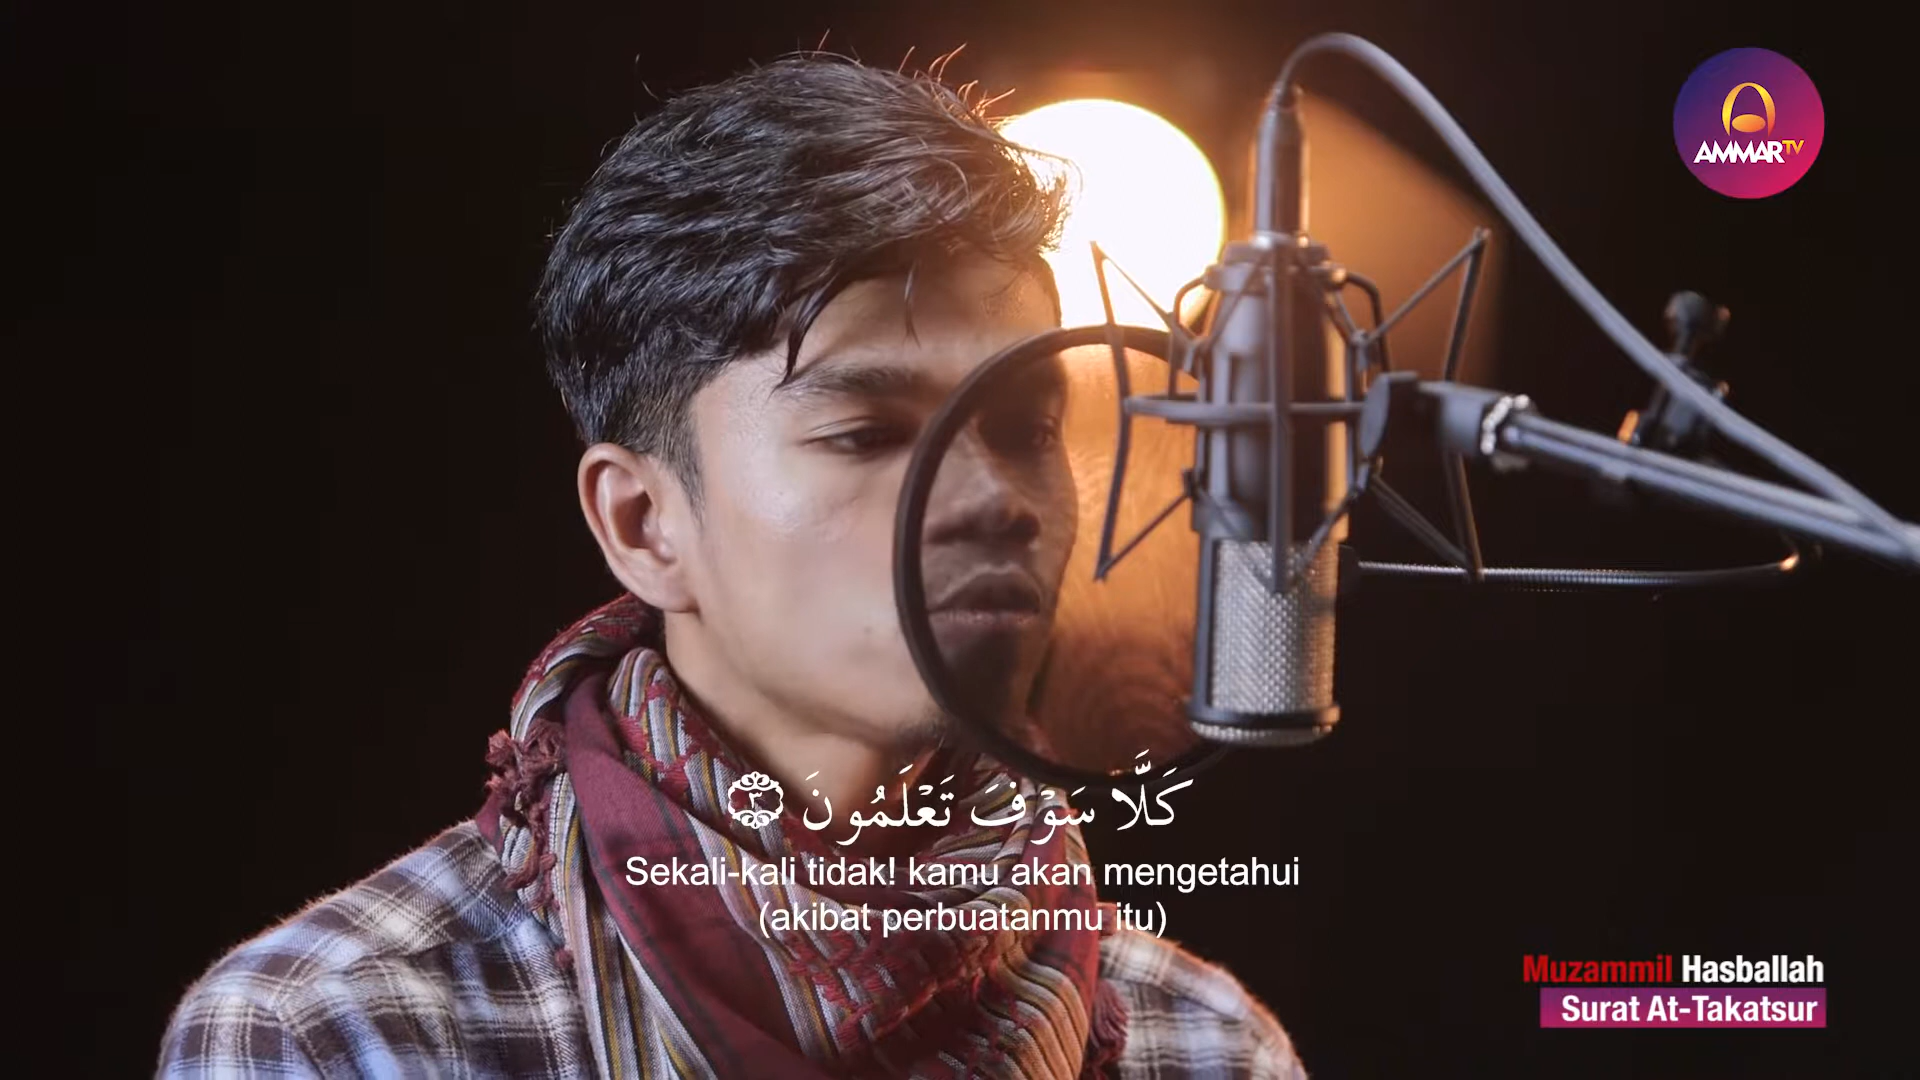 AMMARTV
كَلَّا سَوْفَ تَعْلَمُونَ ٣
Sekali-kali tidak! kamu akan mengetahui
(akibat perbuatanmu itu)
Muzammil Hasballah
Surat At-Takatsur